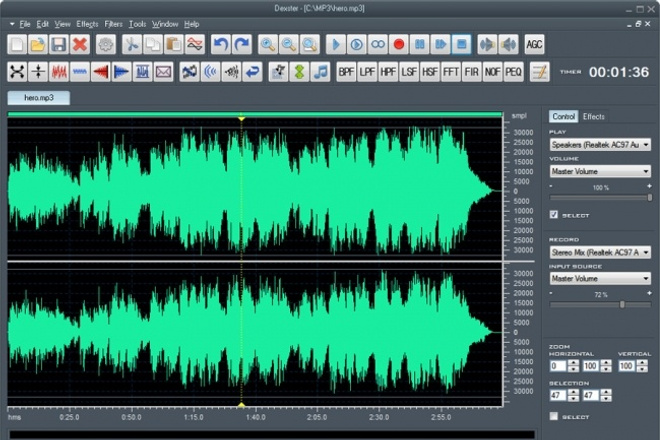 Dexster - [C:\MP3\hero.mp3]
File Edit View Effects Filters Tools Window Help
AGC
BPF LPF HPF LSF HSF FFT FIR NOF PEQ TIMER 00:01:36
hero.mp3
smpl
Control Effects
PLAY
Speakers (Realtek AC97 Au
VOLUME
Master Volume
- 100 % +
SELECT
RECORD
Stereo Mix (Realtek AC97 A
INPUT SOURCE
Master Volume
- 72 % +
ZOOM
HORIZONTAL VERTICAL
0 100 100
SELECTION
47 47
SELECT
30000
25000
20000
15000
10000
5000
0
5000
10000
15000
20000
25000
30000
30000
25000
20000
15000
10000
5000
0
5000
10000
15000
20000
25000
30000
hms 0:25.0 0:50.0 1:15.0 1:40.0 2:05.0 2:30.0 2:55.0